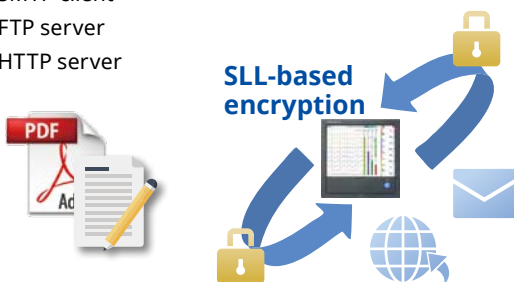 FTP server
HTTP server
SLL-based
encryption
PDF
Ad